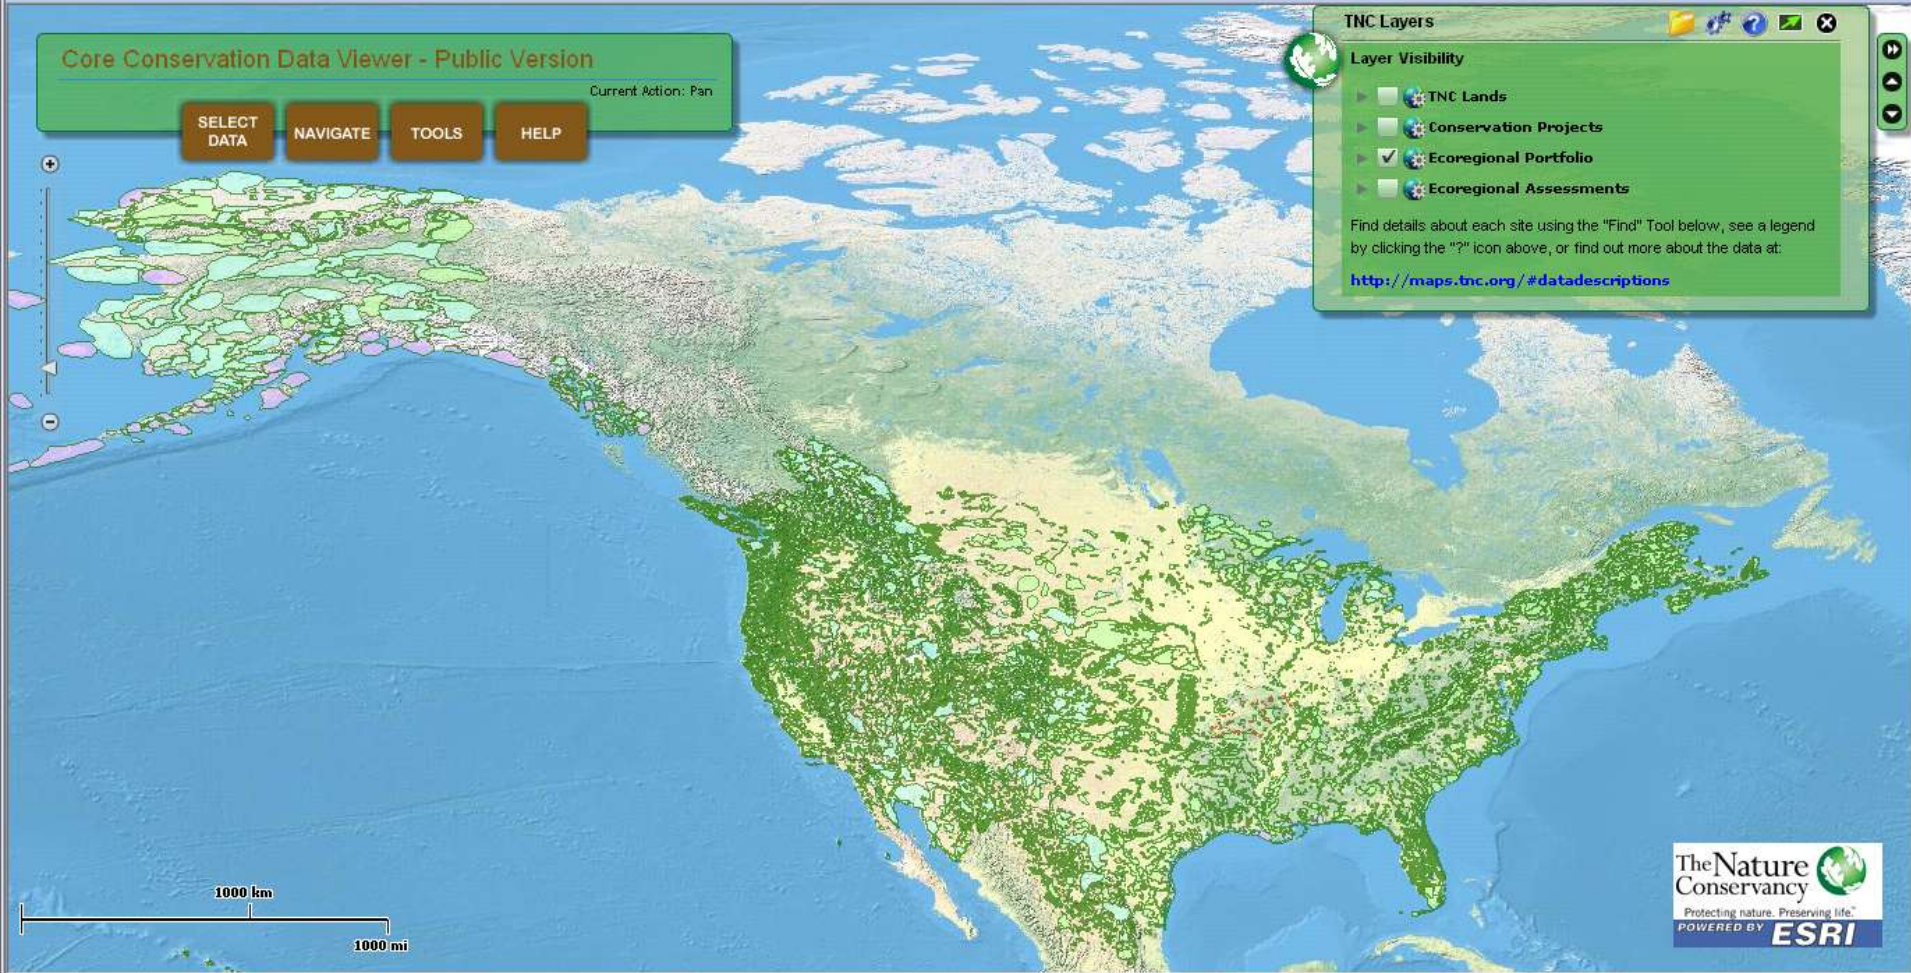 Core Conservation Data Viewer - Public Version
Current Action: Pan
SELECT
DATA
NAVIGATE
TOOLS
HELP
TNC Layers
Layer Visibility
TNC Lands
Conservation Projects
Ecoregional Portfolio
Ecoregional Assessments
Find details about each site using the "Find" Tool below, see a legend
by clicking the "?" icon above, or find out more about the data at:
http://maps.tnc.org/#datadescriptions
1000 km
1000 mi
The Nature
Conservancy
Protecting nature. Preserving life.™
POWERED BY ESRI